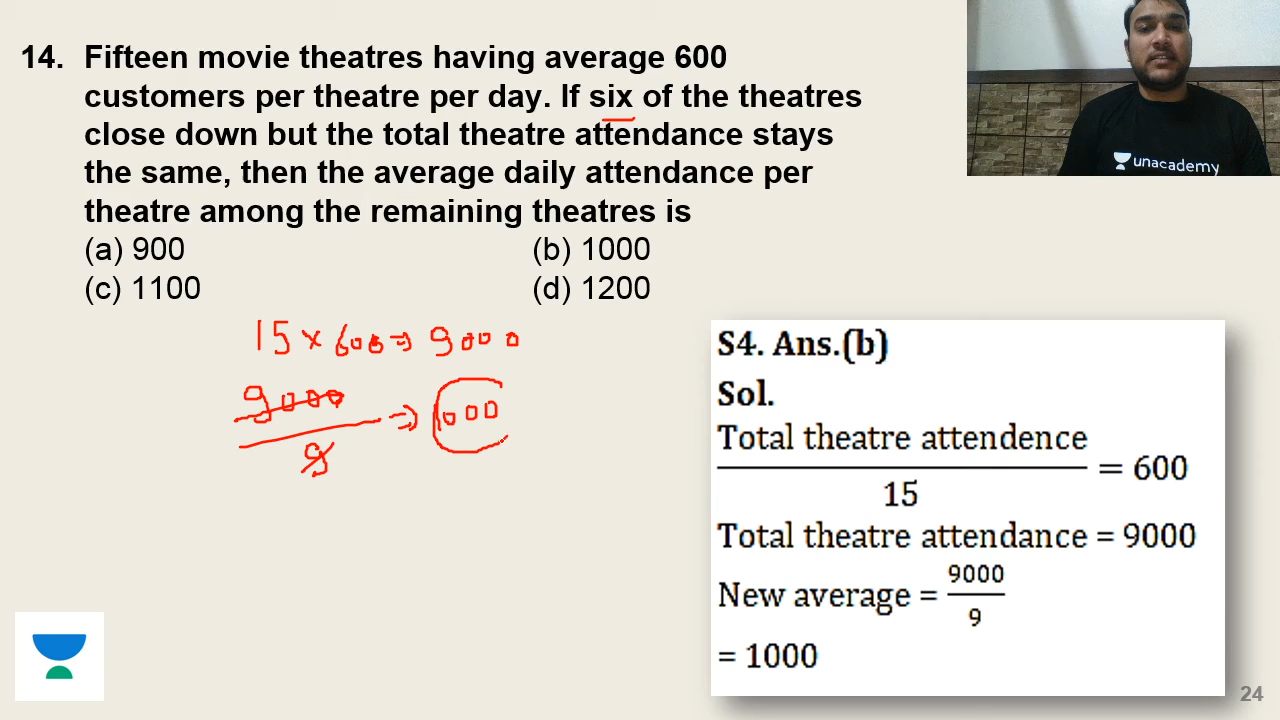 14. Fifteen movie theatres having average 600
customers per theatre per day. If six of the theatres
close down but the total theatre attendance stays
the same, then the average daily attendance per
theatre among the remaining theatres is
(a) 900 (b) 1000
(c) 1100 (d) 1200
unacademy
15 × 600 ⇒ 9000
9000
9
⇒ 1000
S4. Ans.(b)
Sol.
Total theatre attendence
15
= 600
Total theatre attendance = 9000
New average = 9000/9
= 1000
24